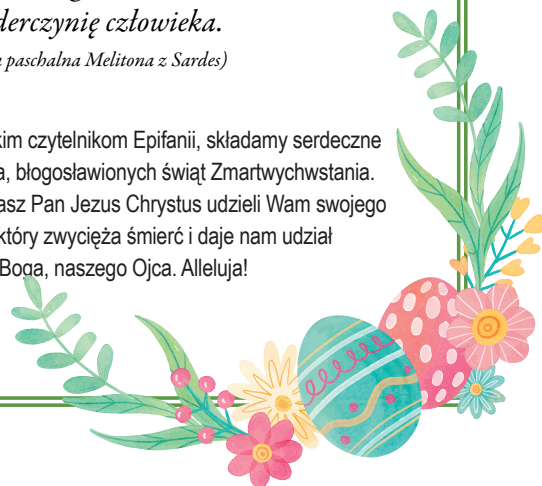 derczynię człowieka.
paschalna Melitona z Sardes)
kim czytelnikom Epifanii, składamy serdeczne
a, błogosławionych świąt Zmartwychwstania.
asz Pan Jezus Chrystus udzieli Wam swojego
który zwycięża śmierć i daje nam udział
Boga, naszego Ojca. Alleluja!